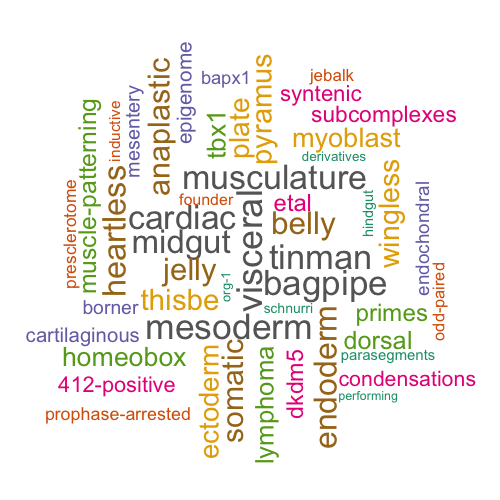 jebalk
bapx1
syntenic
epigenome
subcomplexes
pyramus
plate
tbx1
anaplastic
mesentery
inductive
muscle-patterning
myoblast
derivatives
musculature
wingless
hindgut
endochondral
presclerotome
heartless
founder
etal
cardiac
belly
midgut
visceral
tinman
jelly
org-1
bagpipe
odd-paired
thisbe
schnurri
borner
primes
mesoderm
cartilaginous
dorsal
homeobox
parasegments
ectoderm
somatic
lymphoma
dkdm5
endoderm
412-positive
condensations
performing
prophase-arrested